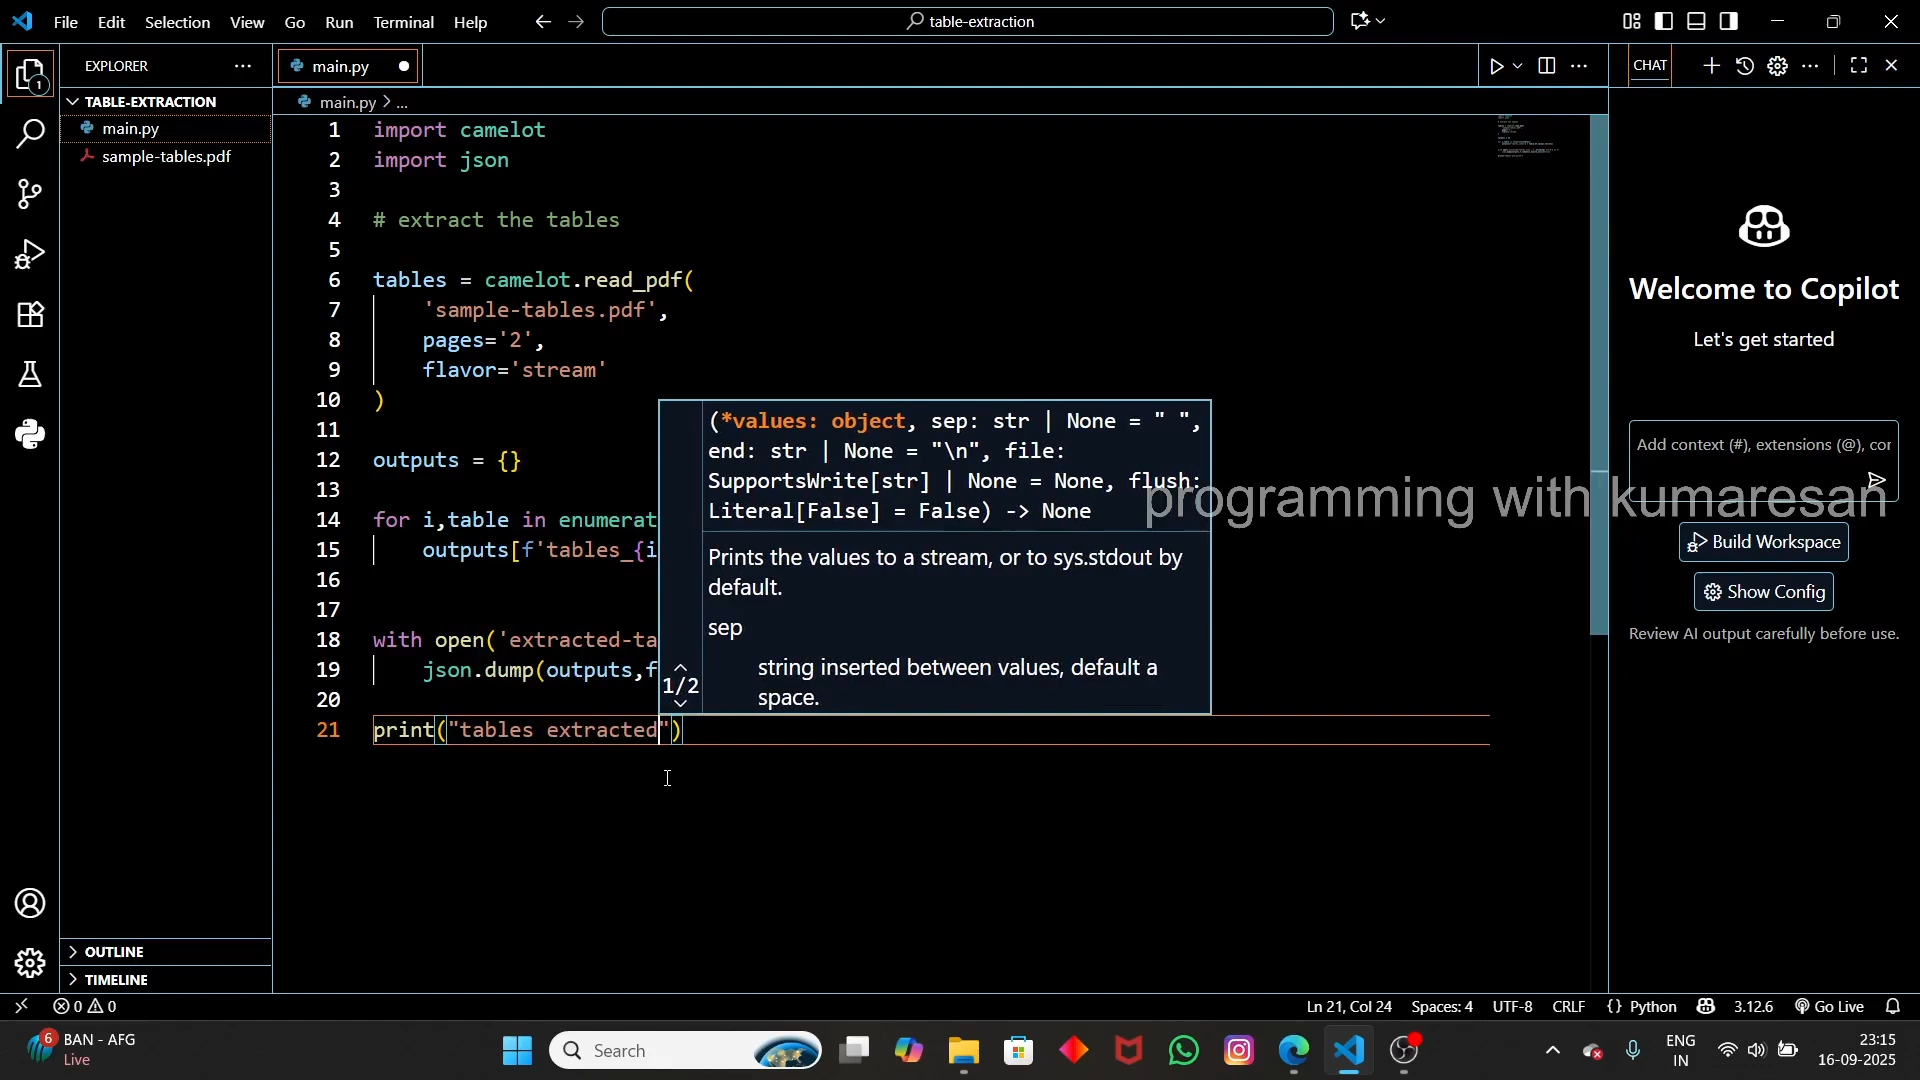 File Edit Selection View Go Run Terminal Help
table-extraction
EXPLORER
main.py
CHAT
TABLE-EXTRACTION
main.py
sample-tables.pdf
1
main.py > ...
1 import camelot
2 import json
3
4 # extract the tables
5
6 tables = camelot.read_pdf(
7 'sample-tables.pdf',
8 pages='2',
9 flavor='stream'
10 )
11
12 outputs = {}
13
14 for i,table in enumerat
15 outputs[f'tables_{i
16
17
18 with open('extracted-ta
19 json.dump(outputs,f
20
21 print("tables extracted")
(*values: object, sep: str | None = " ",
end: str | None = "\n", file:
SupportsWrite[str] | None = None, flush:
Literal[False] = False) -> None
Prints the values to a stream, or to sys.stdout by
default.
sep
string inserted between values, default a
space.
1/2
Welcome to Copilot
Let's get started
Add context (#), extensions (@), cor
programming with kumaresan
Build Workspace
Show Config
Review AI output carefully before use.
OUTLINE
TIMELINE
0 0
Ln 21, Col 24 Spaces: 4 UTF-8 CRLF {} Python 3.12.6 Go Live
6
BAN - AFG
Live
Search
ENG
IN
23:15
16-09-2025